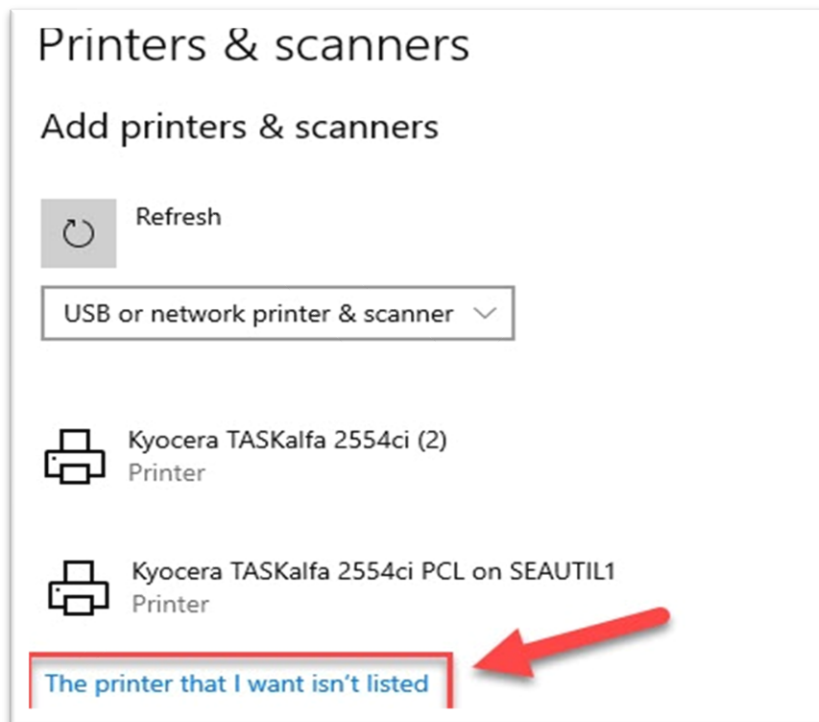 Printers & scanners
Add printers & scanners
Refresh
USB or network printer & scanner
Kyocera TASKalfa 2554ci (2)
Printer
Kyocera TASKalfa 2554ci PCL on SEAUTIL1
Printer
The printer that I want isn't listed